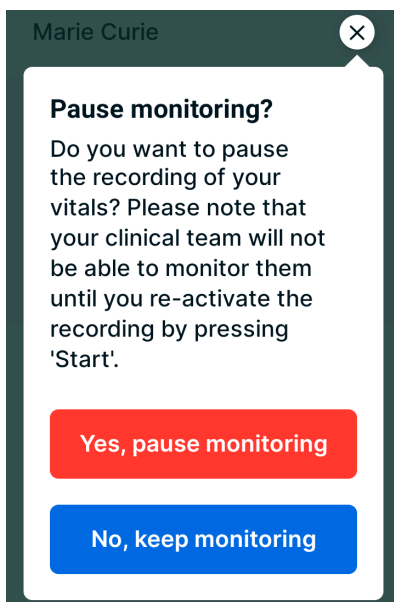 Marie Curie
Pause monitoring?
Do you want to pause
the recording of your
vitals? Please note that
your clinical team will not
be able to monitor them
until you re-activate the
recording by pressing
'Start'.
Yes, pause monitoring
No, keep monitoring